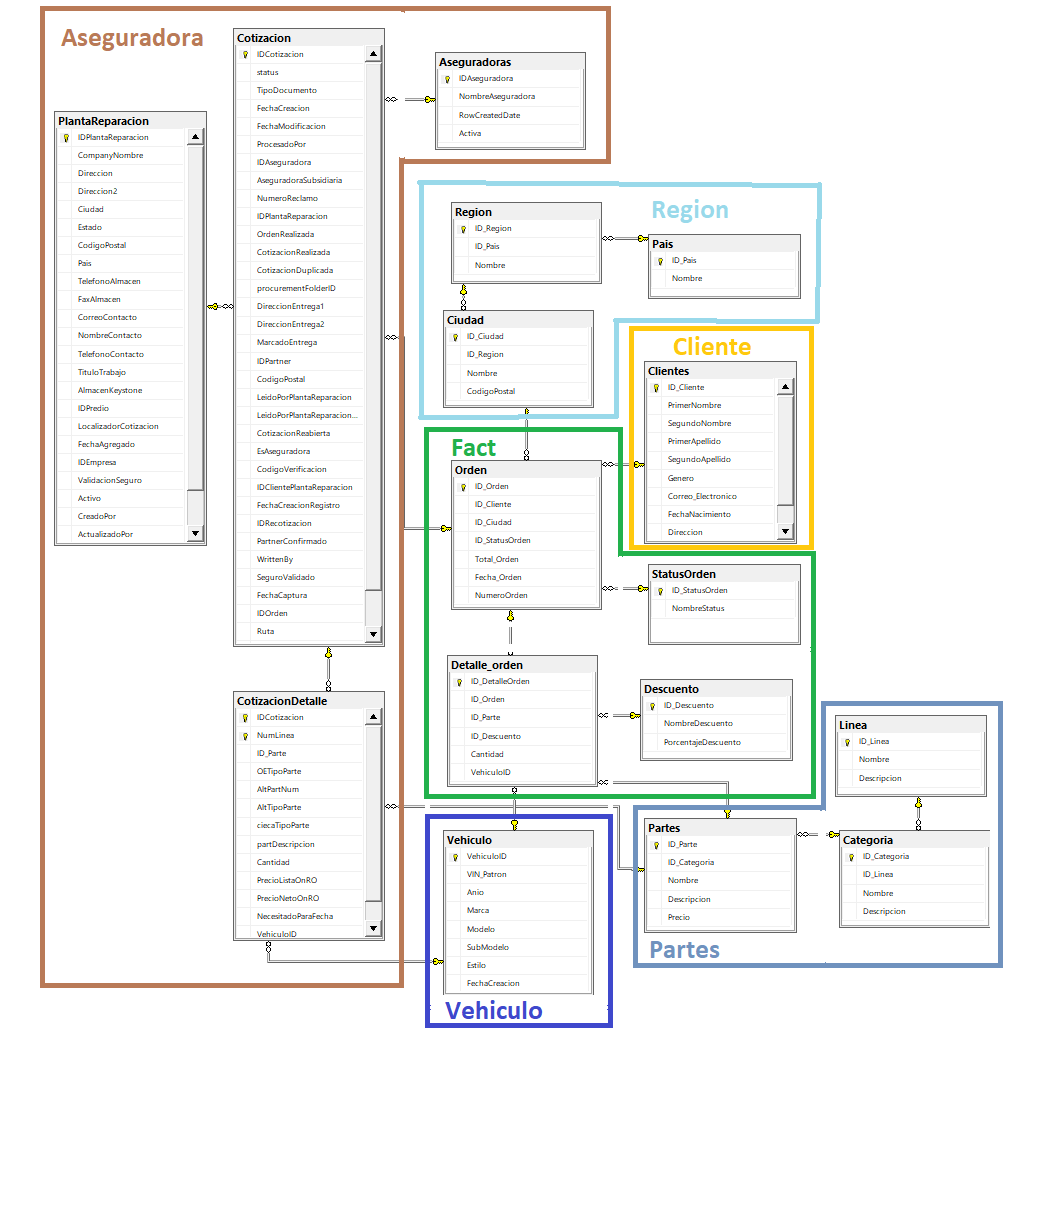 Aseguradora
Cotizacion
IDCotizacion
status
TipoDocumento
FechaCreacion
FechaModificacion
ProcesadoPor
IDAseguradora
AseguradoraSubsidiaria
NumeroReclamo
IDPlantaReparacion
OrdenRealizada
CotizacionRealizada
CotizacionDuplicada
procurementFolderID
DireccionEntrega1
DireccionEntrega2
MarcadoEntrega
IDPartner
CodigoPostal
LeidoPorPlantaReparacion
LeidoPorPlantaReparacion...
CotizacionReabierta
EsAseguradora
CodigoVerificacion
IDClientePlantaReparacion
FechaCreacionRegistro
IDRecotizacion
PartnerConfirmado
WrittenBy
SeguroValidado
FechaCaptura
IDOrden
Ruta
Aseguradoras
IDAseguradora
NombreAseguradora
RowCreatedDate
Activa
PlantaReparacion
IDPlantaReparacion
CompanyNombre
Direccion
Direccion2
Ciudad
Estado
CodigoPostal
Pais
TelefonoAlmacen
FaxAlmacen
CorreoContacto
NombreContacto
TelefonoContacto
TituloTrabajo
AlmacenKeystone
IDPredio
LocalizadorCotizacion
FechaAgregado
IDEmpresa
ValidacionSeguro
Activo
CreadoPor
ActualizadoPor
CotizacionDetalle
IDCotizacion
NumLinea
ID_Parte
OETipoParte
AltPartNum
AltTipoParte
ciecaTipoParte
partDescripcion
Cantidad
PrecioListaOnRO
PrecioNetoOnRO
NecesitadoParaFecha
VehiculoID
Region
Region
ID_Region
ID_Pais
Nombre
Pais
ID_Pais
Nombre
Ciudad
ID_Ciudad
ID_Region
Nombre
CodigoPostal
Cliente
Clientes
ID_Cliente
PrimerNombre
SegundoNombre
PrimerApellido
SegundoApellido
Genero
Correo_Electronico
FechaNacimiento
Direccion
Fact
Orden
ID_Orden
ID_Cliente
ID_Ciudad
ID_StatusOrden
Total_Orden
Fecha_Orden
NumeroOrden
StatusOrden
ID_StatusOrden
NombreStatus
Detalle_orden
ID_DetalleOrden
ID_Orden
ID_Parte
ID_Descuento
Cantidad
VehiculoID
Descuento
ID_Descuento
NombreDescuento
PorcentajeDescuento
Linea
ID_Linea
Nombre
Descripcion
Partes
ID_Parte
ID_Categoria
Nombre
Descripcion
Precio
Categoria
ID_Categoria
ID_Linea
Nombre
Descripcion
Partes
Vehiculo
VehiculoID
VIN_Patron
Anio
Marca
Modelo
SubModelo
Estilo
FechaCreacion
Vehiculo